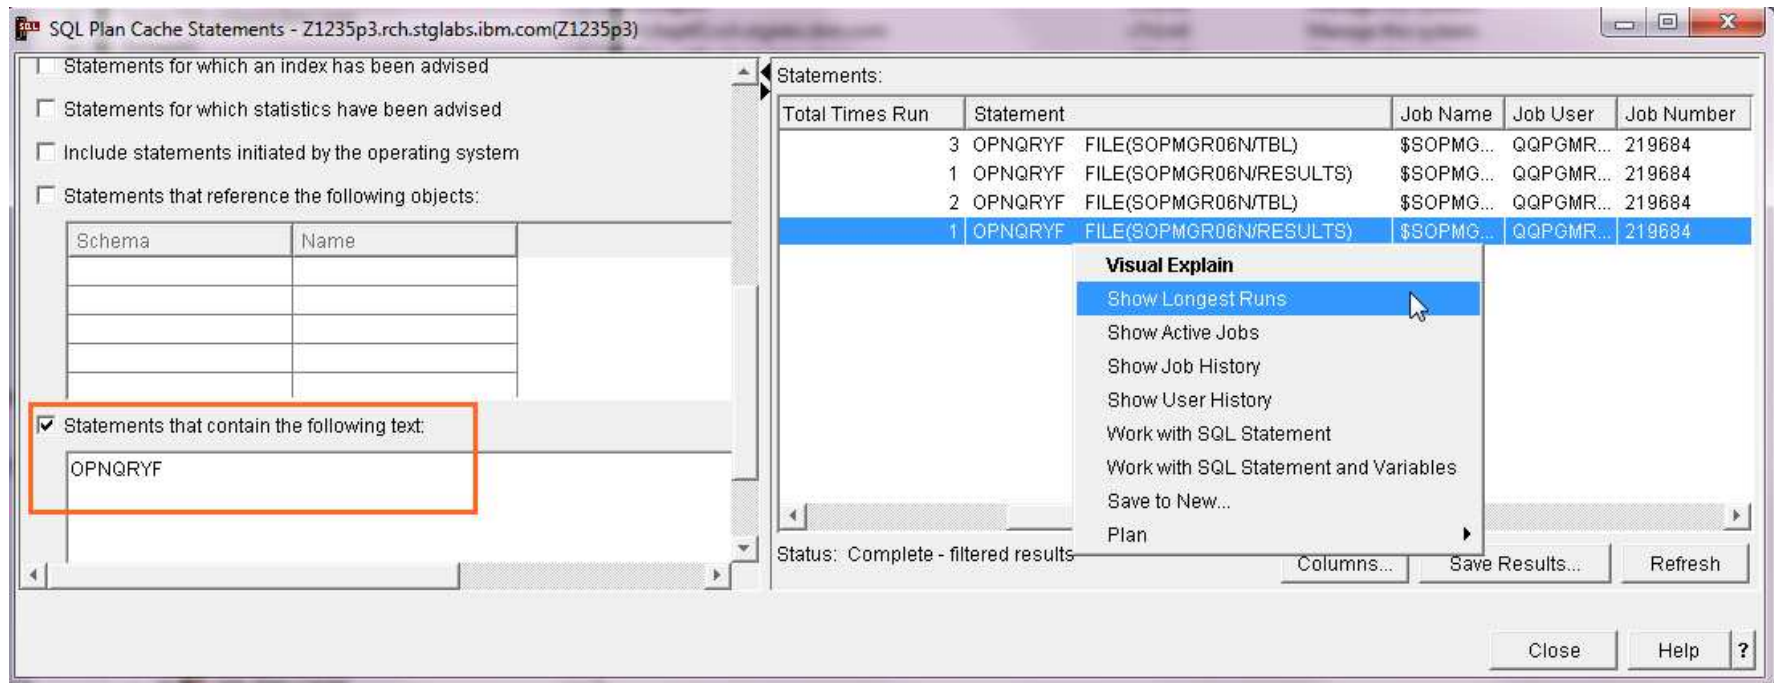 SQL Plan Cache Statements - Z1235p3.rch.stglabs.ibm.com(Z1235p3)
Statements for which an index has been advised
Statements for which statistics have been advised
Include statements initiated by the operating system
Statements that reference the following objects:
Schema Name
Statements that contain the following text:
OPNQRYF
Statements:
Total Times Run Statement Job Name Job User Job Number
3 OPNQRYF FILE(SOPMGR06N/TBL) $SOPMG... QQPGMR... 219684
1 OPNQRYF FILE(SOPMGR06N/RESULTS) $SOPMG... QQPGMR... 219684
2 OPNQRYF FILE(SOPMGR06N/TBL) $SOPMG... QQPGMR... 219684
1 OPNQRYF FILE(SOPMGR06N/RESULTS) $SOPMG... QQPGMR... 219684
Visual Explain
Show Longest Runs
Show Active Jobs
Show Job History
Show User History
Work with SQL Statement
Work with SQL Statement and Variables
Save to New...
Plan
Status: Complete - filtered results
Columns... Save Results... Refresh
Close Help ?